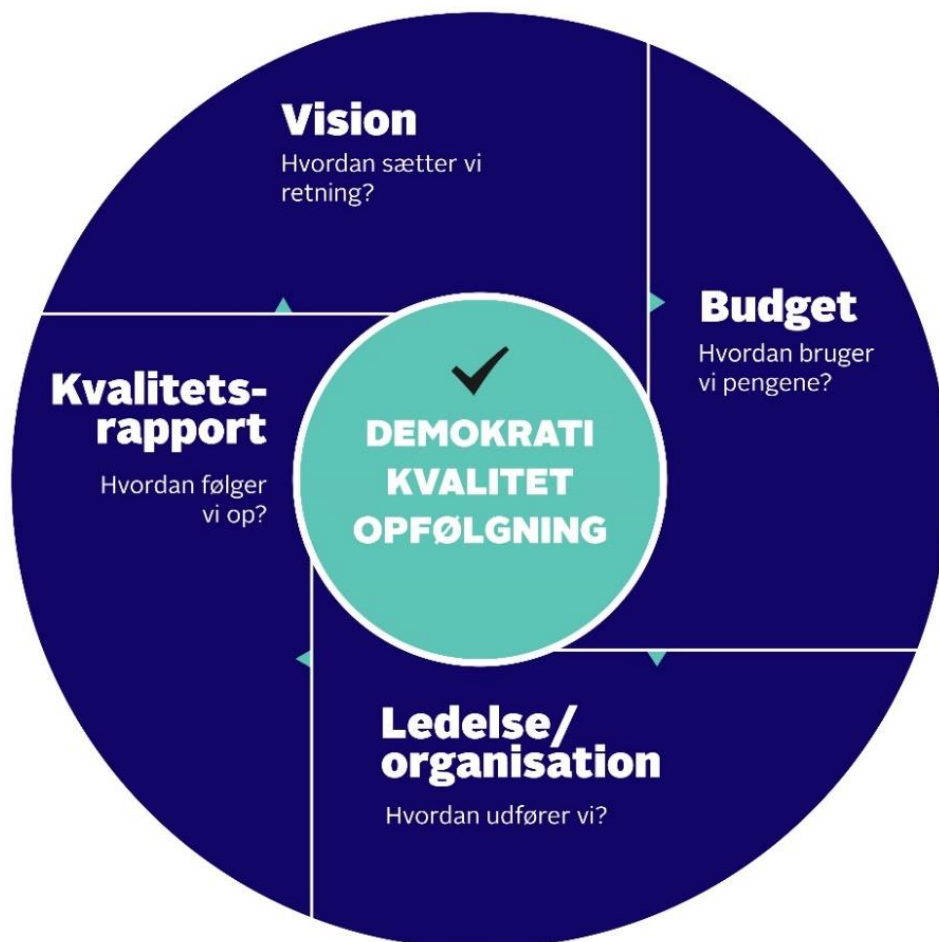 Vision
Hvordan sætter vi
retning?
Budget
Hvordan bruger
vi pengene?
Kvalitets-
rapport
Hvordan følger
vi op?
DEMOKRATI
KVALITET
OPFØLGNING
Ledelse/
organisation
Hvordan udfører vi?